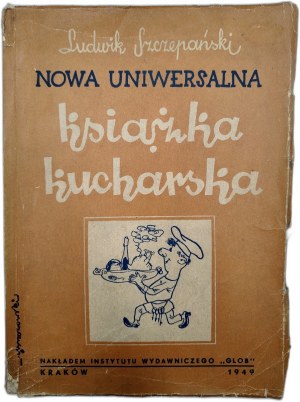 Ludwik Szczepański
NOWA UNIWERSALNA
książka
kucharska
NAKŁADEM INSTYTUTU WYDAWNICZEGO „GLOB"
KRAKÓW 1949